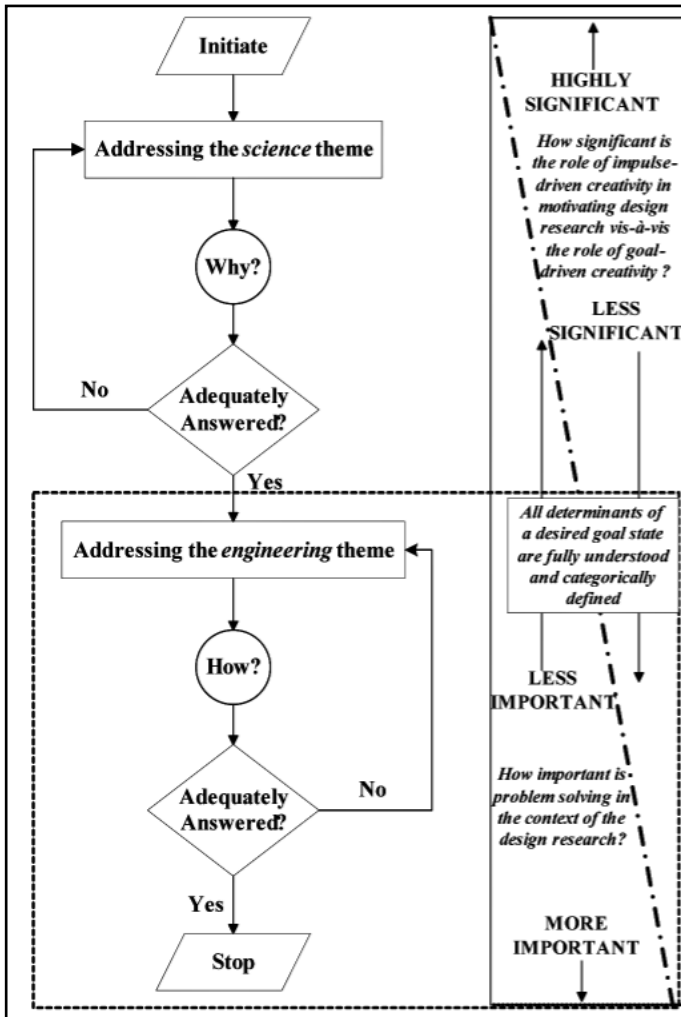 Initiate
Addressing the science theme
Why?
No
Adequately
Answered?
Yes
Addressing the engineering theme
How?
No
Adequately
Answered?
Yes
Stop
HIGHLY
SIGNIFICANT
How significant is
the role of impulse-
driven creativity in
motivating design
research vis-à-vis
the role of goal-
driven creativity ?
LESS
SIGNIFICANT
All determinants of
a desired goal state
are fully understood
and categorically
defined
LESS
IMPORTANT
How important is
problem solving in
the context of the
design research?
MORE
IMPORTANT